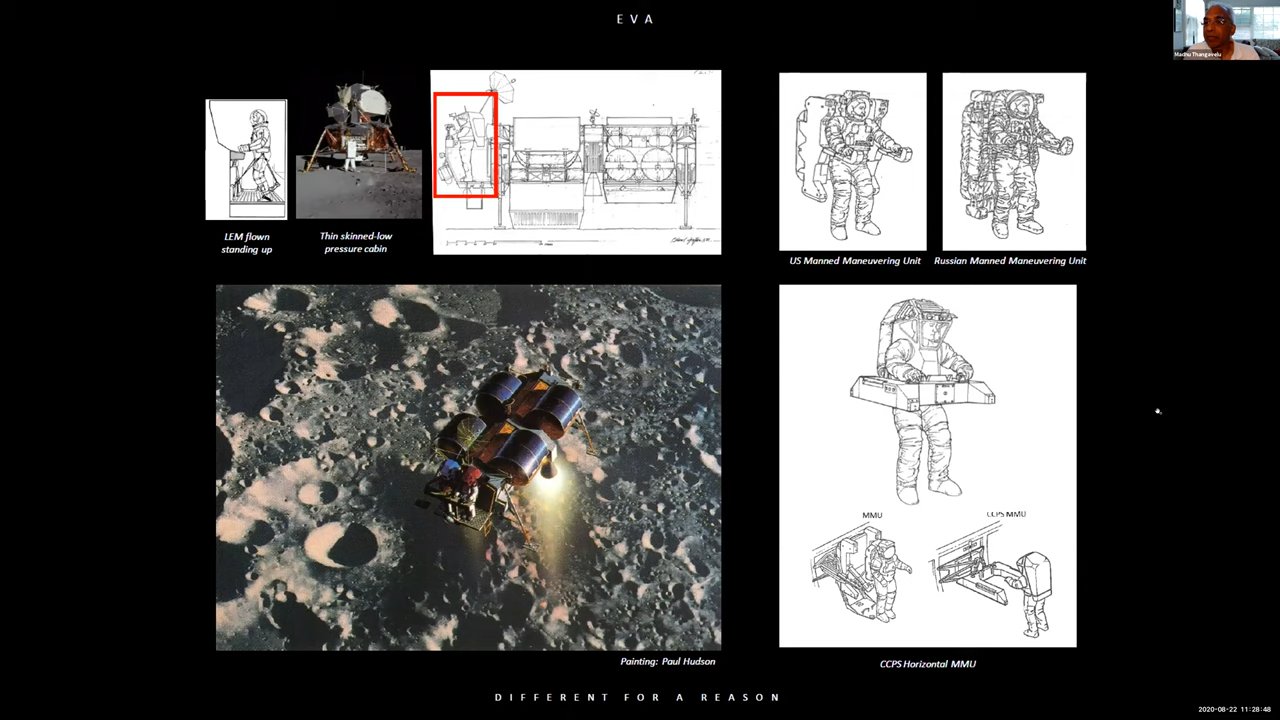 EVA
Madhu Thangavelu
LEM flown
standing up
Thin skinned-low
pressure cabin
US Manned Maneuvering Unit
Russian Manned Maneuvering Unit
MMU
CCPS MMU
Painting: Paul Hudson
CCPS Horizontal MMU
DIFFERENT FOR A REASON
2020-08-22 11:28:48